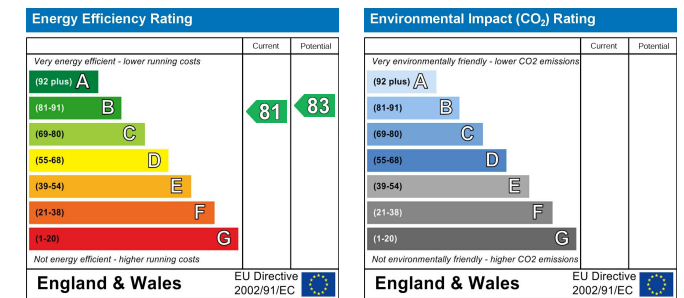 Energy Efficiency Rating
Current Potential
Very energy efficient - lower running costs
(92 plus) A
(81-91) B
81 83
(69-80) C
(55-68) D
(39-54) E
(21-38) F
(1-20) G
Not energy efficient - higher running costs
England & Wales
EU Directive
2002/91/EC
Environmental Impact (CO₂) Rating
Current Potential
Very environmentally friendly - lower CO2 emissions
(92 plus) A
(81-91) B
(69-80) C
(55-68) D
(39-54) E
(21-38) F
(1-20) G
Not environmentally friendly - higher CO2 emissions
England & Wales
EU Directive
2002/91/EC